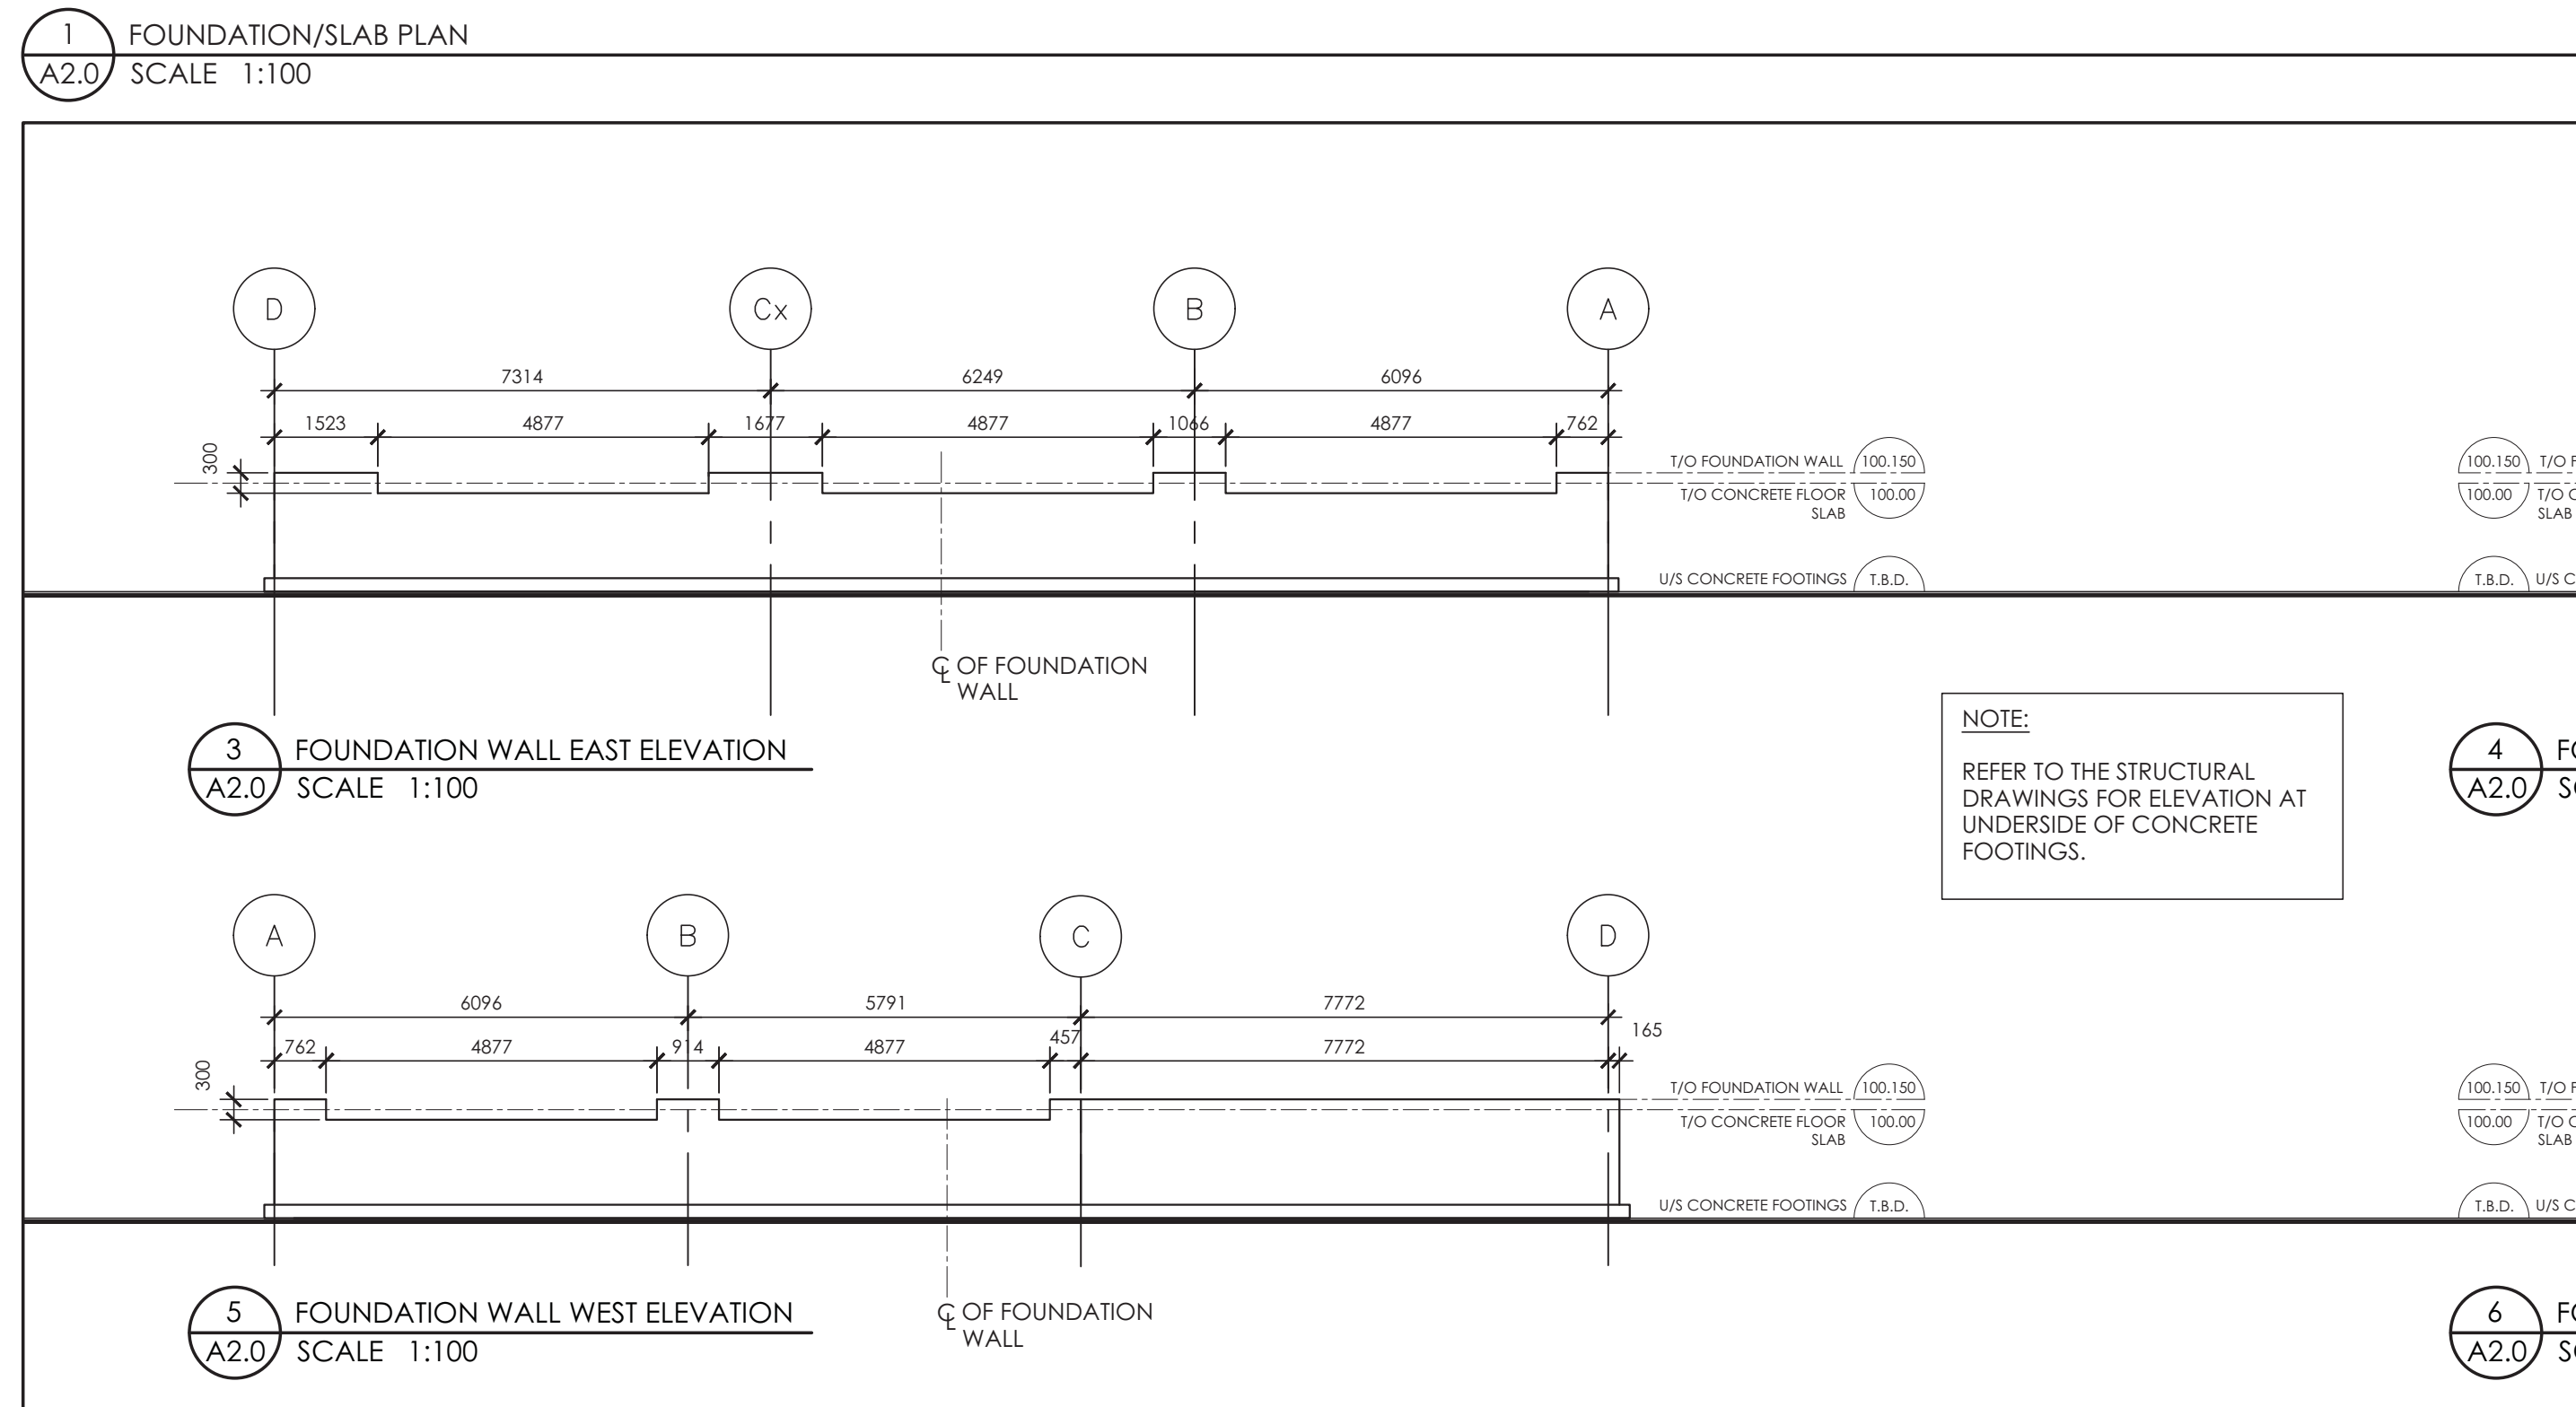 1 FOUNDATION/SLAB PLAN
A2.0 SCALE 1:100
D Cx B A
7314 6249 6096
1523 4877 1677 4877 1066 4877 762
300
T/O FOUNDATION WALL 100.150
T/O CONCRETE FLOOR 100.00
SLAB
U/S CONCRETE FOOTINGS T.B.D.
100.150 T/O F
100.00 T/O C
SLAB
T.B.D. U/S C
℄ OF FOUNDATION
WALL
3 FOUNDATION WALL EAST ELEVATION
A2.0 SCALE 1:100
NOTE:
REFER TO THE STRUCTURAL
DRAWINGS FOR ELEVATION AT
UNDERSIDE OF CONCRETE
FOOTINGS.
4 FO
A2.0 SC
A B C D
6096 5791 7772
165
762 4877 914 4877 457 7772
300
T/O FOUNDATION WALL 100.150
T/O CONCRETE FLOOR 100.00
SLAB
U/S CONCRETE FOOTINGS T.B.D.
100.150 T/O F
100.00 T/O C
SLAB
T.B.D. U/S C
℄ OF FOUNDATION
WALL
5 FOUNDATION WALL WEST ELEVATION
A2.0 SCALE 1:100
6 FO
A2.0 SC